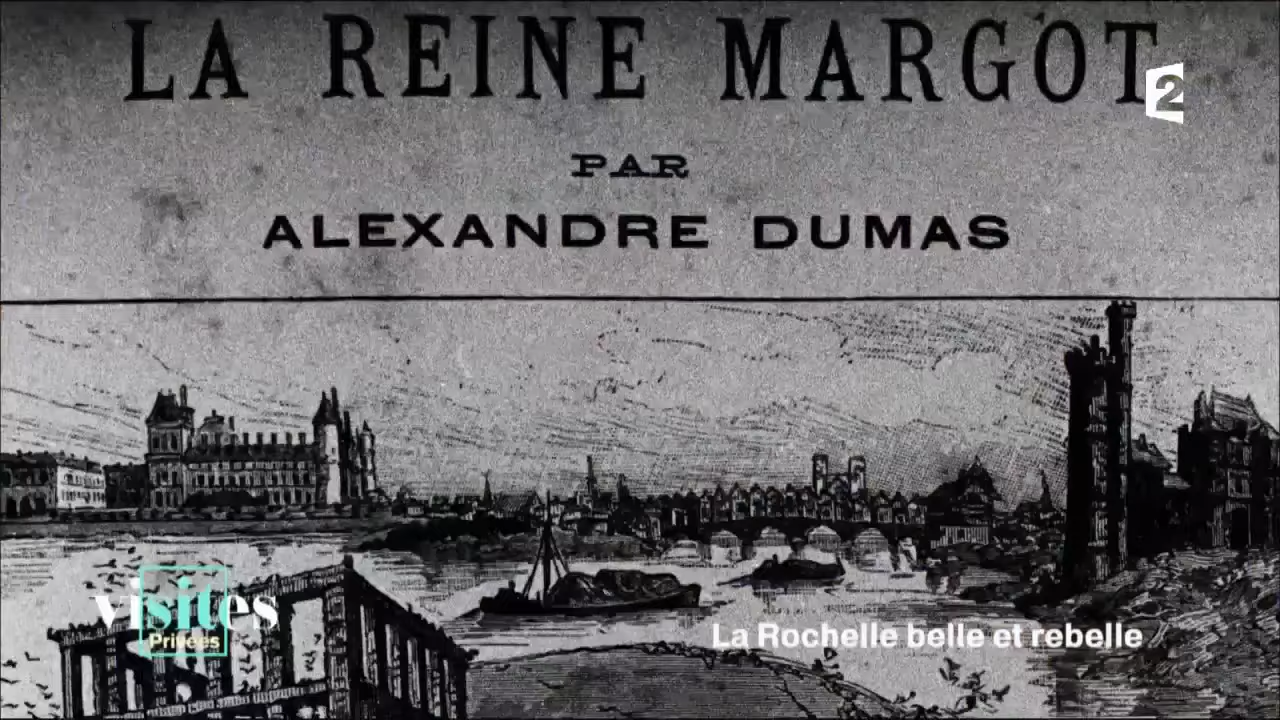 LA REINE MARGOT
2
PAR
ALEXANDRE DUMAS
visites
Privées
La Rochelle belle et rebelle